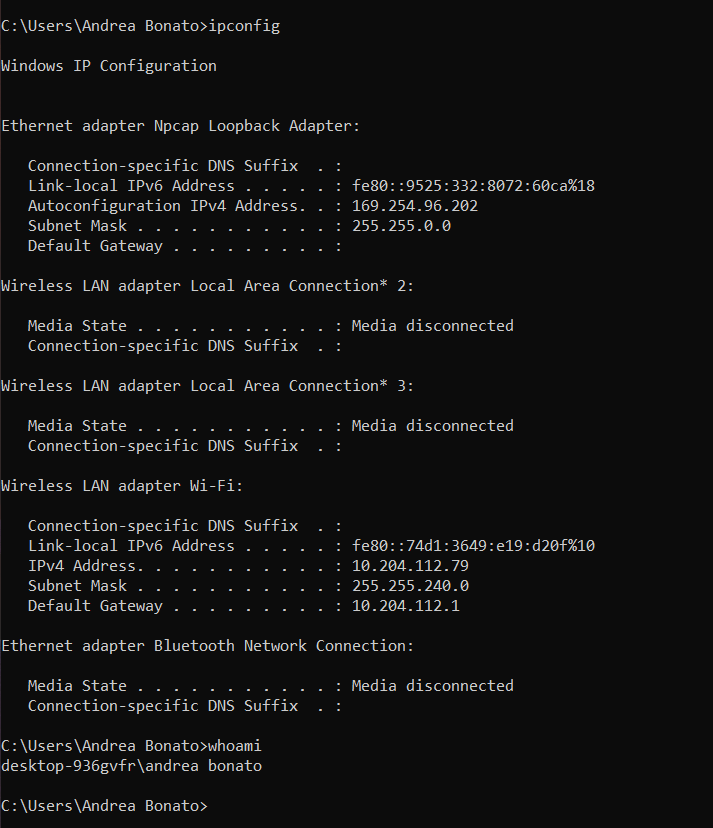 C:\Users\Andrea Bonato>ipconfig
Windows IP Configuration
Ethernet adapter Npcap Loopback Adapter:
Connection-specific DNS Suffix  . :
Link-local IPv6 Address . . . . . : fe80::9525:332:8072:60ca%18
Autoconfiguration IPv4 Address. . : 169.254.96.202
Subnet Mask . . . . . . . . . . . : 255.255.0.0
Default Gateway . . . . . . . . . :
Wireless LAN adapter Local Area Connection* 2:
Media State . . . . . . . . . . . : Media disconnected
Connection-specific DNS Suffix  . :
Wireless LAN adapter Local Area Connection* 3:
Media State . . . . . . . . . . . : Media disconnected
Connection-specific DNS Suffix  . :
Wireless LAN adapter Wi-Fi:
Connection-specific DNS Suffix  . :
Link-local IPv6 Address . . . . . : fe80::74d1:3649:e19:d20f%10
IPv4 Address. . . . . . . . . . . : 10.204.112.79
Subnet Mask . . . . . . . . . . . : 255.255.240.0
Default Gateway . . . . . . . . . : 10.204.112.1
Ethernet adapter Bluetooth Network Connection:
Media State . . . . . . . . . . . : Media disconnected
Connection-specific DNS Suffix  . :
C:\Users\Andrea Bonato>whoami
desktop-936gvfr\andrea bonato
C:\Users\Andrea Bonato>